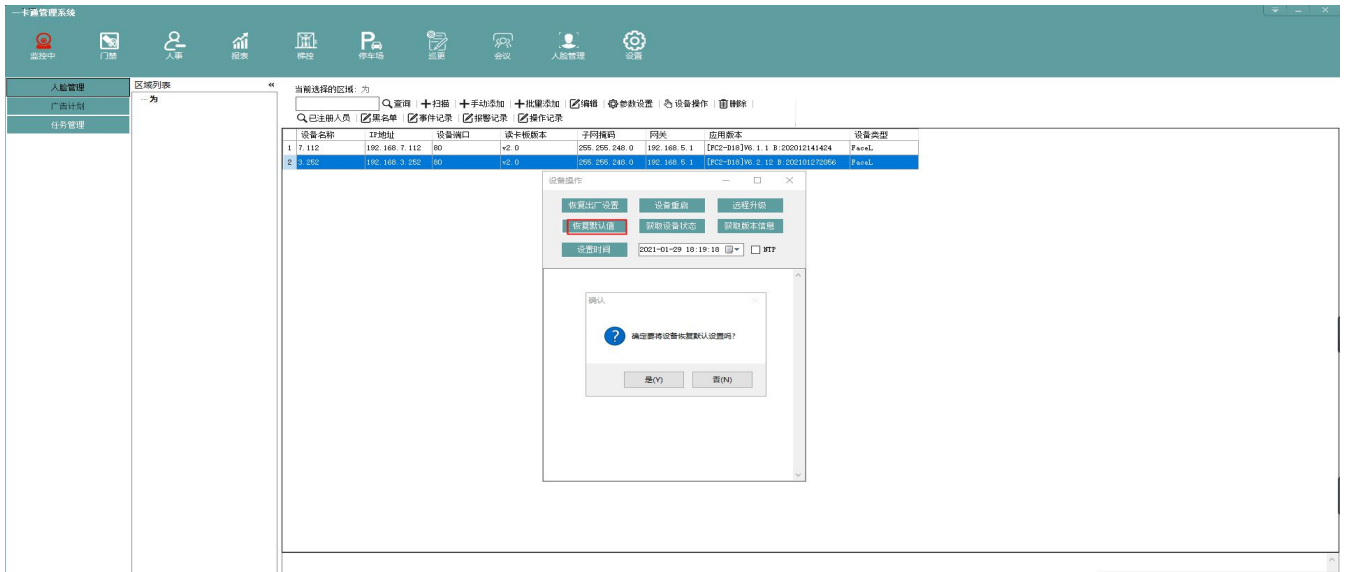 一卡通管理系统
监控中 门禁 人事 报表 梯控 停车场 巡更 会议 人脸管理 设置
人脸管理
广告计划
任务管理
区域列表 «
为
当前选择的区域: 为
查询 扫描 手动添加 批量添加 编辑 参数设置 设备操作 删除
已注册人员 黑名单 事件记录 报警记录 操作记录
设备名称 IP地址 设备端口 读卡板版本 子网掩码 网关 应用版本 设备类型
1 7.112 192.168.7.112 80 v2.0 255.255.248.0 192.168.5.1 [FC2-D18]V6.1.1 B:202012141424 FaceL
2 3.252 192.168.3.252 80 v2.0 255.255.248.0 192.168.5.1 [FC2-D18]V6.2.12 B:202101272056 FaceL
设备操作
恢复出厂设置 设备重启 远程升级
恢复默认值 获取设备状态 获取版本信息
设置时间 2021-01-29 18:19:18 NTP
确认
确定要将设备恢复默认设置吗?
是(Y) 否(N)